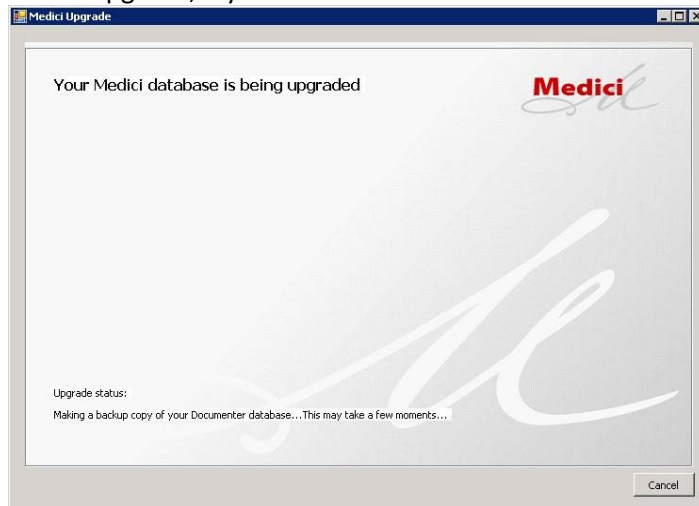 Medici Upgrade
Your Medici database is being upgraded
Medici
Upgrade status:
Making a backup copy of your Documenter database...This may take a few moments...
Cancel